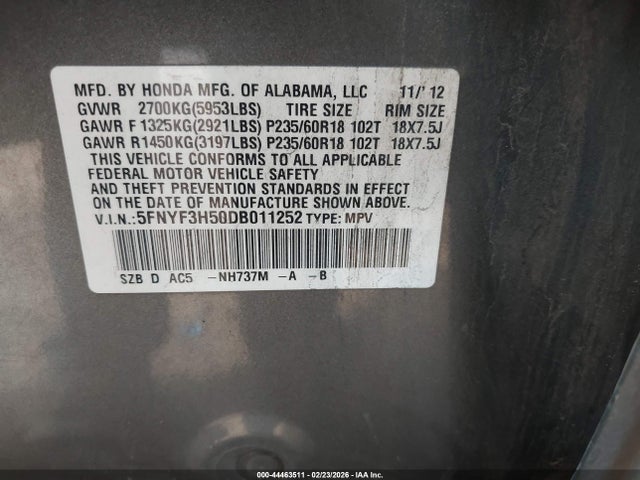 MFD. BY HONDA MFG. OF ALABAMA, LLC 11/'12
GVWR 2700KG(5953LBS) TIRE SIZE RIM SIZE
GAWR F 1325KG(2921LBS) P235/60R18 102T 18X7.5J
GAWR R1450KG(3197LBS) P235/60R18 102T 18X7.5J
THIS VEHICLE CONFORMS TO ALL APPLICABLE
FEDERAL MOTOR VEHICLE SAFETY
AND THEFT PREVENTION STANDARDS IN EFFECT
ON THE DATE OF MANUFACTURE SHOWN ABOVE.
V.I.N.: 5FNYF3H50DB011252 TYPE: MPV
SZB D AC5 -NH737M -A -B
000-44463511 - 02/23/2026 - IAA Inc.